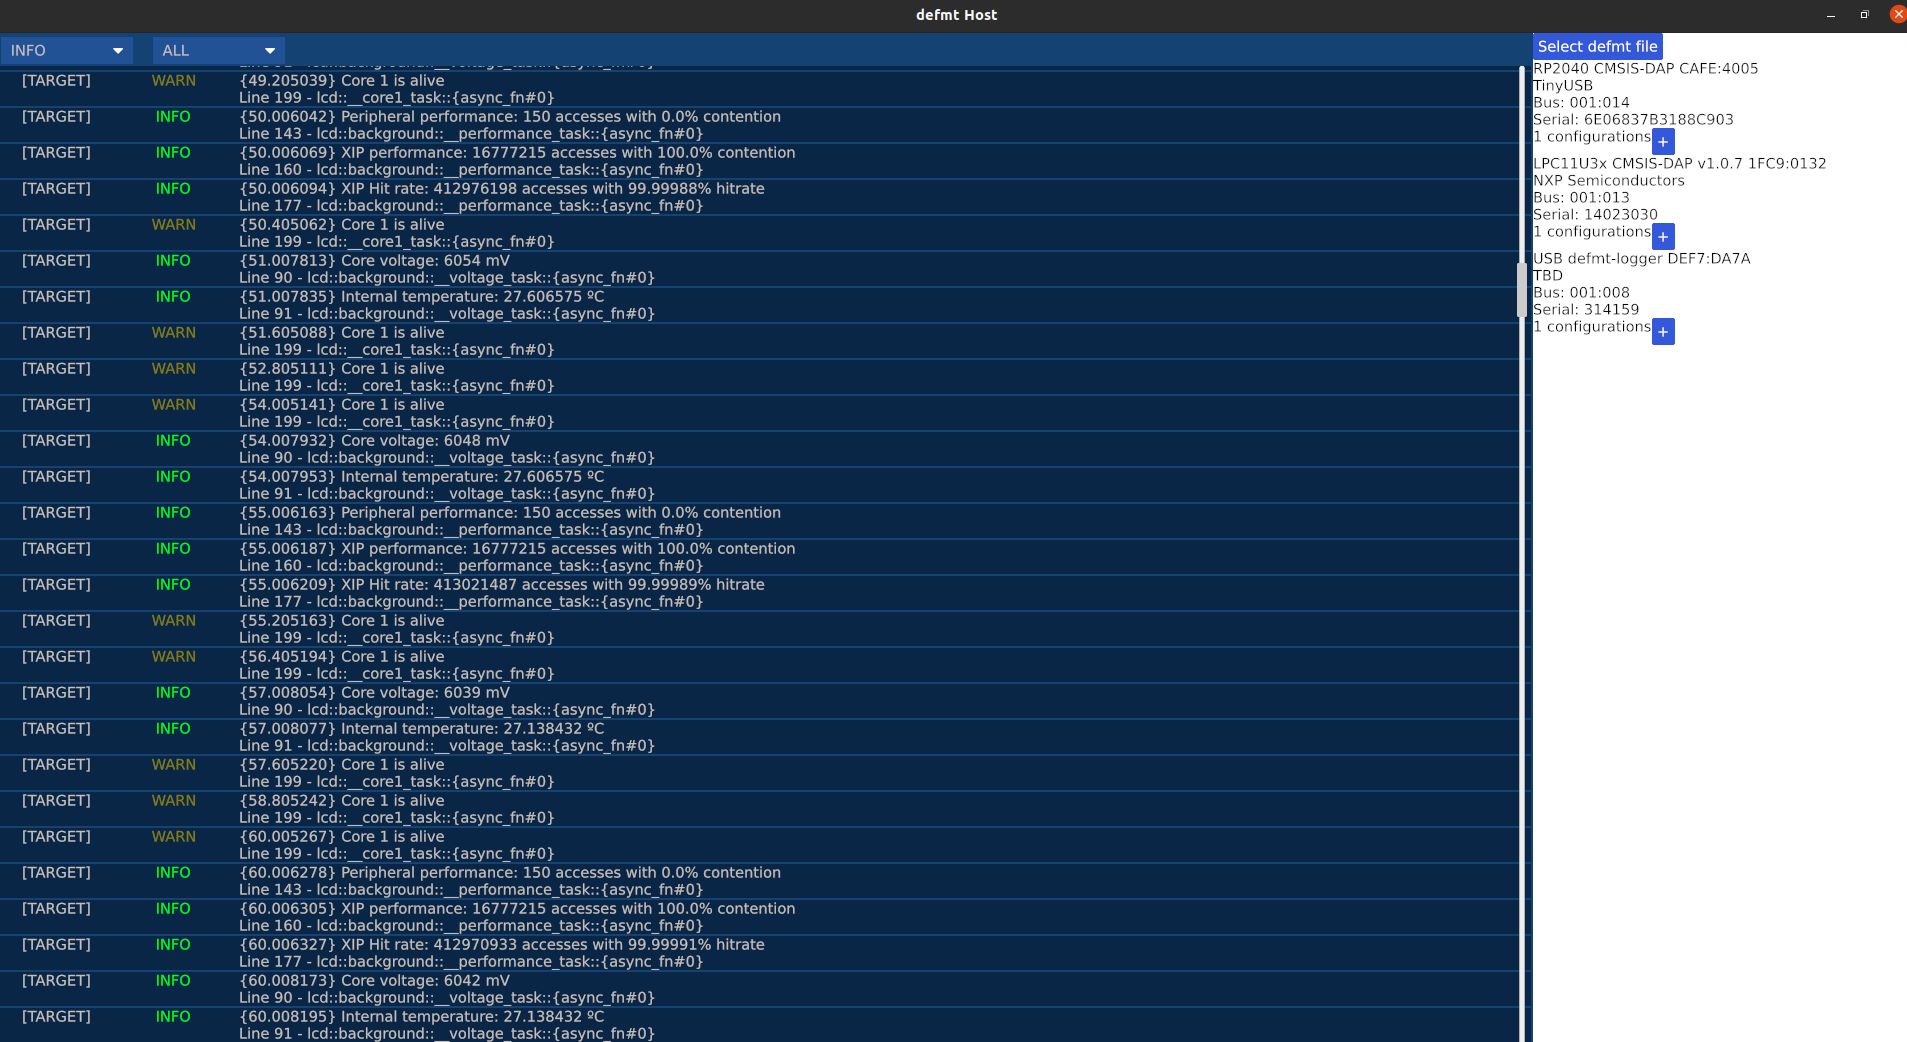 defmt Host
INFO ALL
[TARGET] WARN {49.205039} Core 1 is alive
Line 199 - lcd::__core1_task::{async_fn#0}
[TARGET] INFO {50.006042} Peripheral performance: 150 accesses with 0.0% contention
Line 143 - lcd::background::__performance_task::{async_fn#0}
[TARGET] INFO {50.006069} XIP performance: 16777215 accesses with 100.0% contention
Line 160 - lcd::background::__performance_task::{async_fn#0}
[TARGET] INFO {50.006094} XIP Hit rate: 412976198 accesses with 99.99988% hitrate
Line 177 - lcd::background::__performance_task::{async_fn#0}
[TARGET] WARN {50.405062} Core 1 is alive
Line 199 - lcd::__core1_task::{async_fn#0}
[TARGET] INFO {51.007813} Core voltage: 6054 mV
Line 90 - lcd::background::__voltage_task::{async_fn#0}
[TARGET] INFO {51.007835} Internal temperature: 27.606575 ºC
Line 91 - lcd::background::__voltage_task::{async_fn#0}
[TARGET] WARN {51.605088} Core 1 is alive
Line 199 - lcd::__core1_task::{async_fn#0}
[TARGET] WARN {52.805111} Core 1 is alive
Line 199 - lcd::__core1_task::{async_fn#0}
[TARGET] WARN {54.005141} Core 1 is alive
Line 199 - lcd::__core1_task::{async_fn#0}
[TARGET] INFO {54.007932} Core voltage: 6048 mV
Line 90 - lcd::background::__voltage_task::{async_fn#0}
[TARGET] INFO {54.007953} Internal temperature: 27.606575 ºC
Line 91 - lcd::background::__voltage_task::{async_fn#0}
[TARGET] INFO {55.006163} Peripheral performance: 150 accesses with 0.0% contention
Line 143 - lcd::background::__performance_task::{async_fn#0}
[TARGET] INFO {55.006187} XIP performance: 16777215 accesses with 100.0% contention
Line 160 - lcd::background::__performance_task::{async_fn#0}
[TARGET] INFO {55.006209} XIP Hit rate: 413021487 accesses with 99.99989% hitrate
Line 177 - lcd::background::__performance_task::{async_fn#0}
[TARGET] WARN {55.205163} Core 1 is alive
Line 199 - lcd::__core1_task::{async_fn#0}
[TARGET] WARN {56.405194} Core 1 is alive
Line 199 - lcd::__core1_task::{async_fn#0}
[TARGET] INFO {57.008054} Core voltage: 6039 mV
Line 90 - lcd::background::__voltage_task::{async_fn#0}
[TARGET] INFO {57.008077} Internal temperature: 27.138432 ºC
Line 91 - lcd::background::__voltage_task::{async_fn#0}
[TARGET] WARN {57.605220} Core 1 is alive
Line 199 - lcd::__core1_task::{async_fn#0}
[TARGET] WARN {58.805242} Core 1 is alive
Line 199 - lcd::__core1_task::{async_fn#0}
[TARGET] WARN {60.005267} Core 1 is alive
Line 199 - lcd::__core1_task::{async_fn#0}
[TARGET] INFO {60.006278} Peripheral performance: 150 accesses with 0.0% contention
Line 143 - lcd::background::__performance_task::{async_fn#0}
[TARGET] INFO {60.006305} XIP performance: 16777215 accesses with 100.0% contention
Line 160 - lcd::background::__performance_task::{async_fn#0}
[TARGET] INFO {60.006327} XIP Hit rate: 412970933 accesses with 99.99991% hitrate
Line 177 - lcd::background::__performance_task::{async_fn#0}
[TARGET] INFO {60.008173} Core voltage: 6042 mV
Line 90 - lcd::background::__voltage_task::{async_fn#0}
[TARGET] INFO {60.008195} Internal temperature: 27.138432 ºC
Line 91 - lcd::background::__voltage_task::{async_fn#0}
Select defmt file
RP2040 CMSIS-DAP CAFE:4005
TinyUSB
Bus: 001:014
Serial: 6E06837B3188C903
1 configurations +
LPC11U3x CMSIS-DAP v1.0.7 1FC9:0132
NXP Semiconductors
Bus: 001:013
Serial: 14023030
1 configurations +
USB defmt-logger DEF7:DA7A
TBD
Bus: 001:008
Serial: 314159
1 configurations +